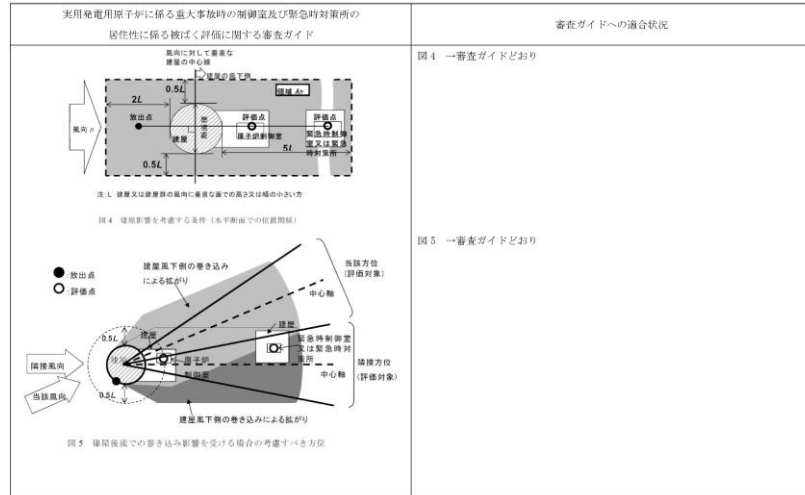 実用発電用原子炉に係る重大事故時の制御室及び緊急時対策所の
居住性に係る被ばく評価に関する審査ガイド
審査ガイドへの適合状況
風向に対して垂直な
建屋の中心線
建屋の風下側
0.5L
領域An
2L
放出点
評価点
評価点
風向n
建屋
原子炉制御室
緊急時制御
室又は緊急
時対策所
5L
0.5L
注:L 建屋又は建屋群の風向に垂直な面での高さ又は幅の小さい方
図4 建屋影響を考慮する条件(水平断面での位置関係)
図4 →審査ガイドどおり
図5 →審査ガイドどおり
放出点
評価点
建屋風下側の巻き込み
による拡がり
当該方位
(評価対象)
中心軸
建屋
0.5L
建屋
緊急時制御室
又は緊急時対
策所
原子炉
制御室
隣接方位
(評価対象)
中心軸
隣接風向
当該風向
0.5L
建屋風下側の巻き込みによる拡がり
図5 建屋後流での巻き込み影響を受ける場合の考慮すべき方位